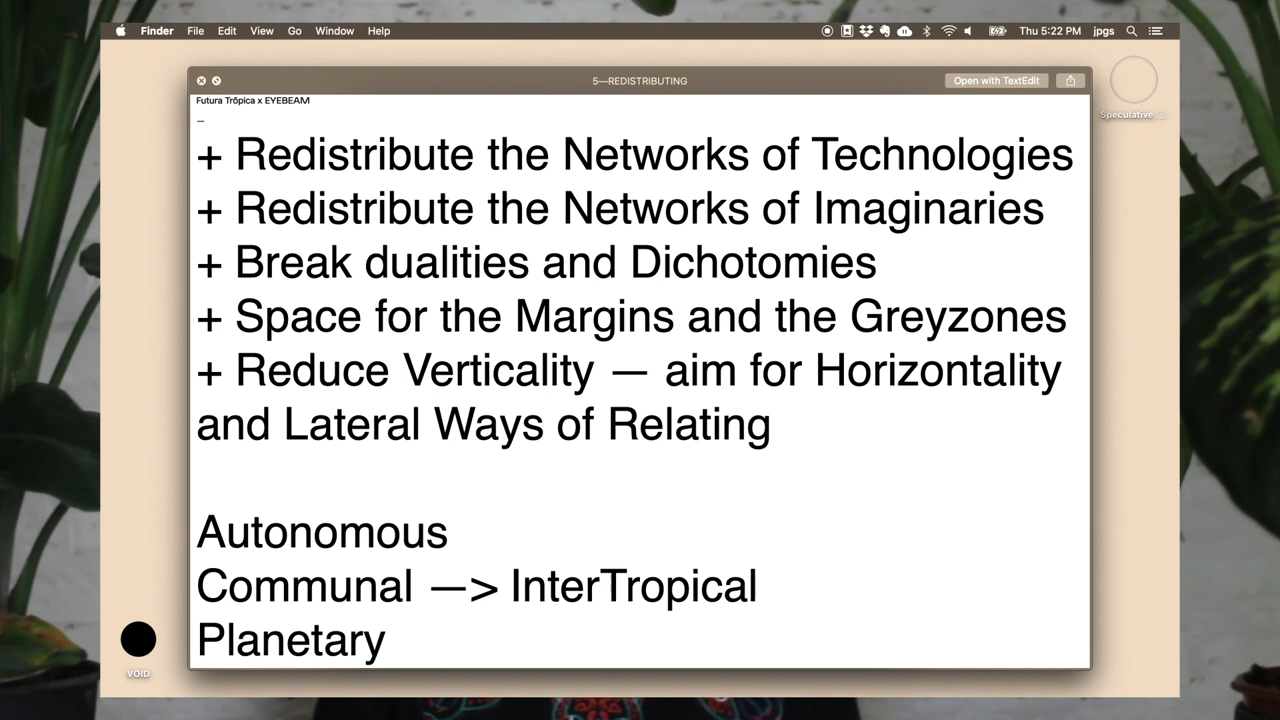 Finder File Edit View Go Window Help Thu 5:22 PM jpgs
5—REDISTRIBUTING Open with TextEdit
Futura Trōpica x EYEBEAM
—
+ Redistribute the Networks of Technologies
+ Redistribute the Networks of Imaginaries
+ Break dualities and Dichotomies
+ Space for the Margins and the Greyzones
+ Reduce Verticality — aim for Horizontality
and Lateral Ways of Relating
Autonomous
Communal —> InterTropical
Planetary
Speculative
VOID